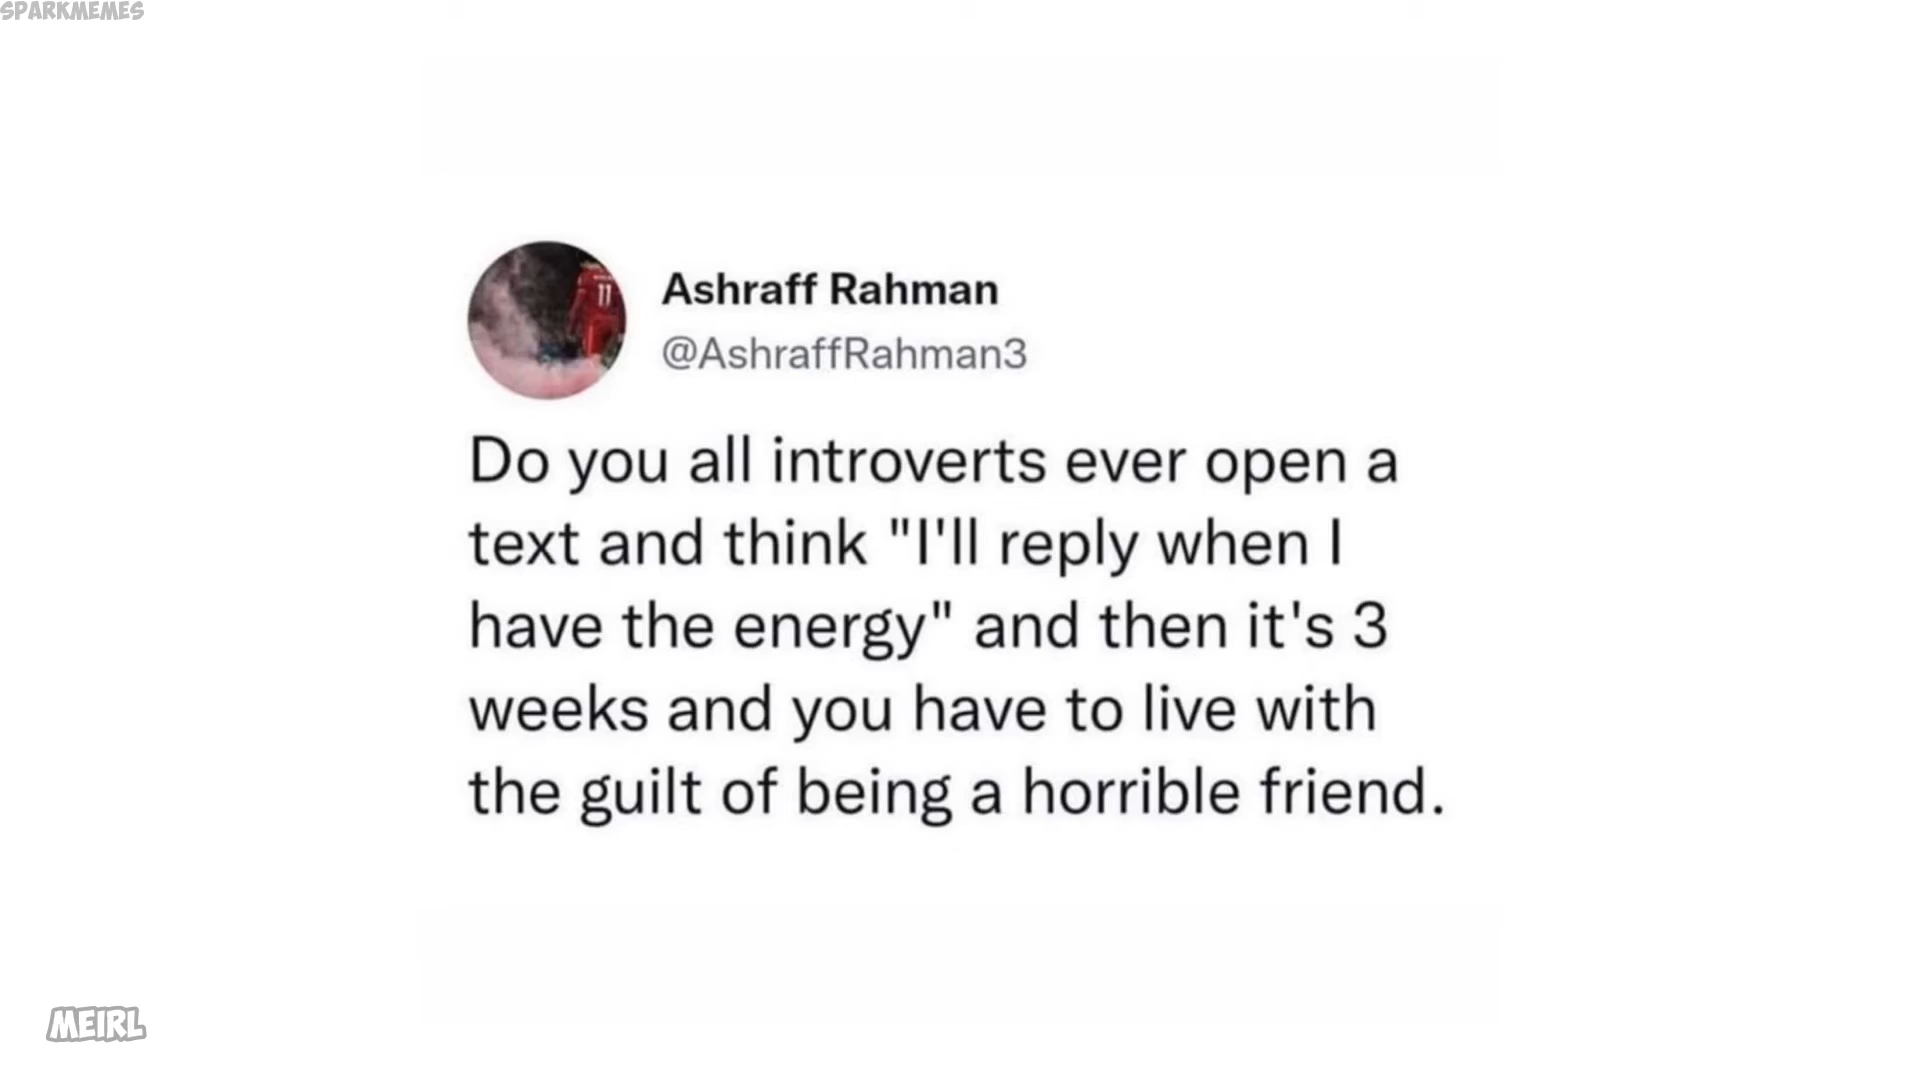 SPARKMEMES
11
Ashraff Rahman
@AshraffRahman3
Do you all introverts ever open a
text and think "I'll reply when I
have the energy" and then it's 3
weeks and you have to live with
the guilt of being a horrible friend.
MEIRL